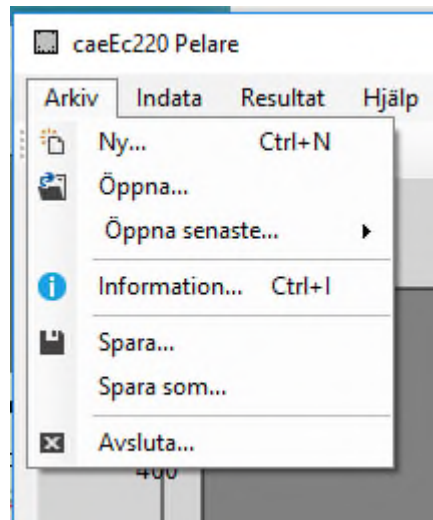 caeEc220 Pelare
Arkiv Indata Resultat Hjälp
Ny... Ctrl+N
Öppna...
Öppna senaste...
Information... Ctrl+I
Spara...
Spara som...
Avsluta...
400